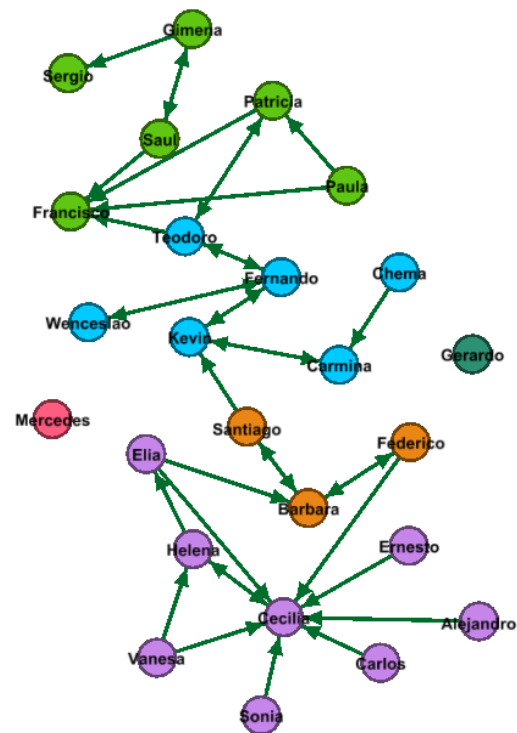 Gimena
Sergio
Patricia
Saul
Paula
Francisco
Teodoro
Fernando
Chema
Wenceslao
Kevin
Carmina
Gerardo
Mercedes
Santiago
Federico
Elia
Barbara
Helena
Ernesto
Cecilia
Alejandro
Vanesa
Carlos
Sonia